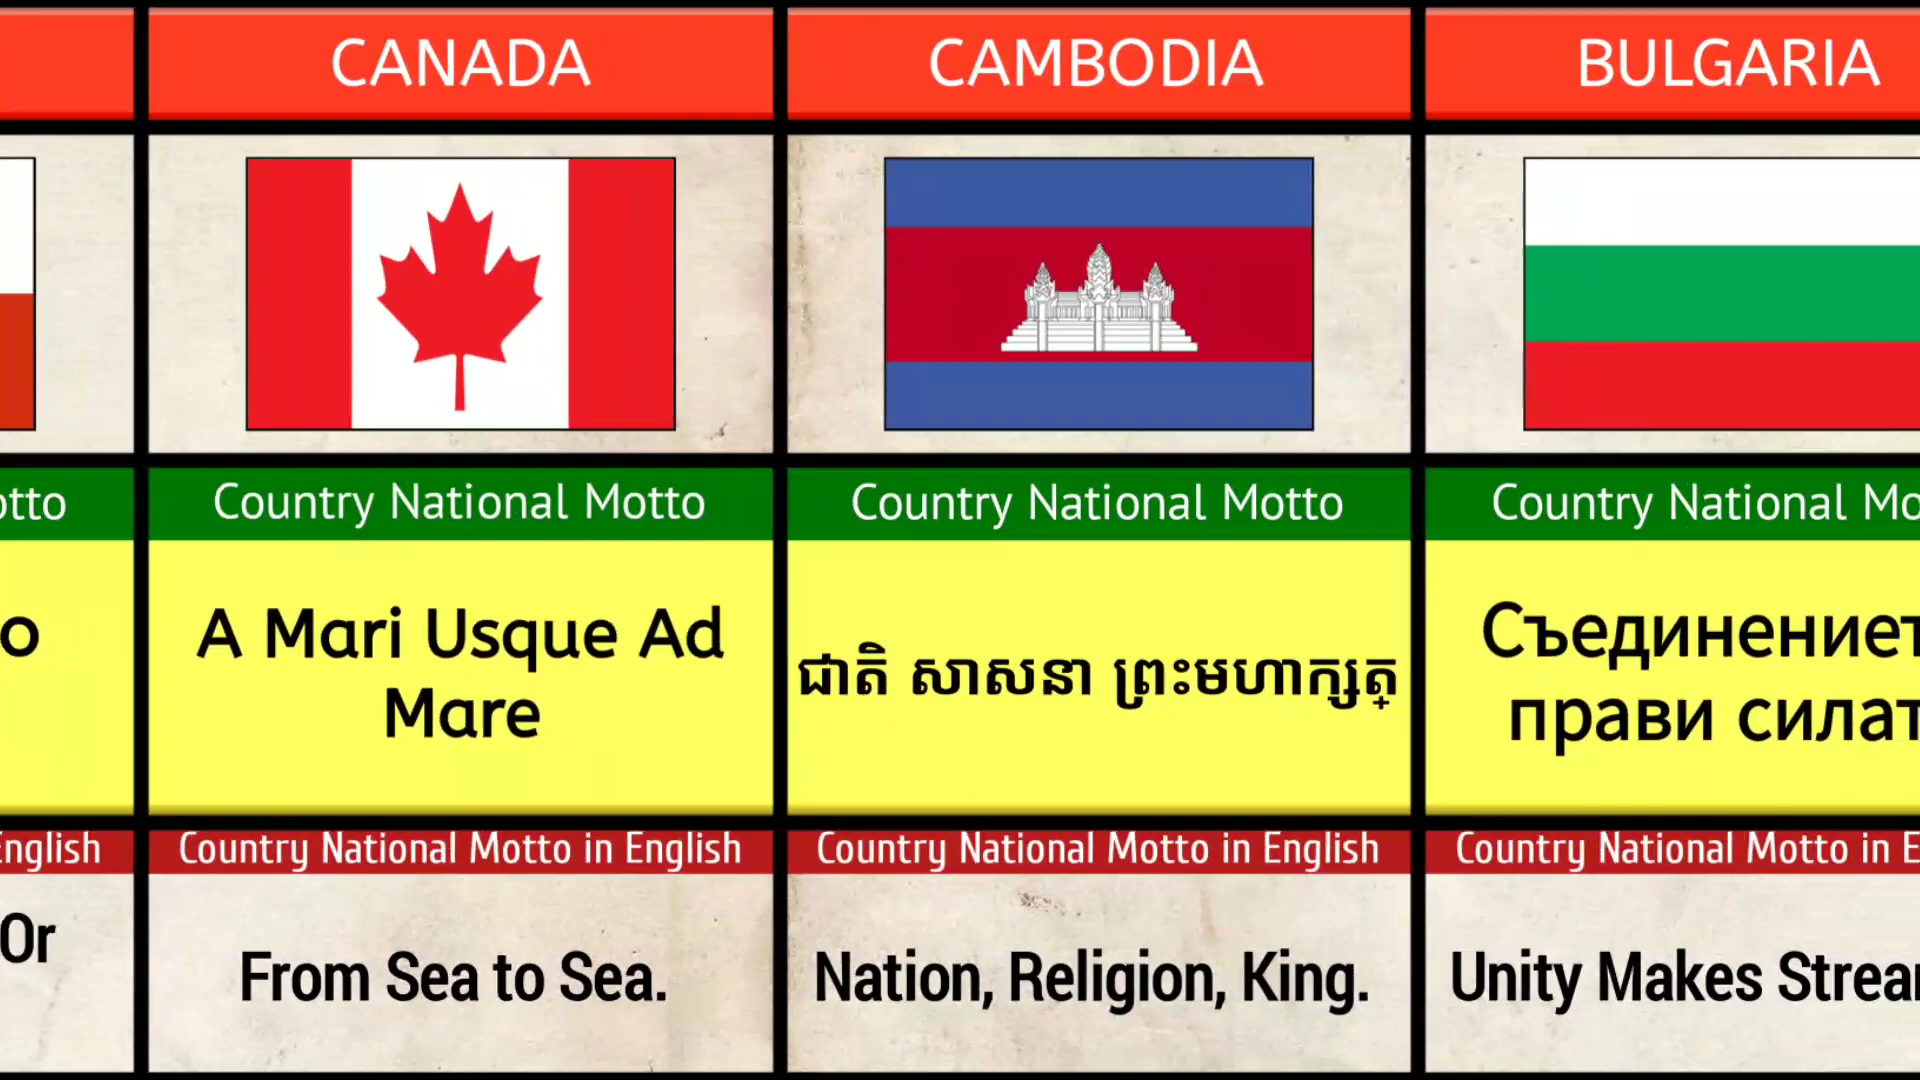 CANADA
CAMBODIA
BULGARIA
otto
Country National Motto
Country National Motto
Country National Mo
o
A Mari Usque Ad
Mare
ជាតិ សាសនា ព្រះមហាក្សត្
Съединениет
прави силат
English
Country National Motto in English
Country National Motto in English
Country National Motto in E
Or
From Sea to Sea.
Nation, Religion, King.
Unity Makes Strea